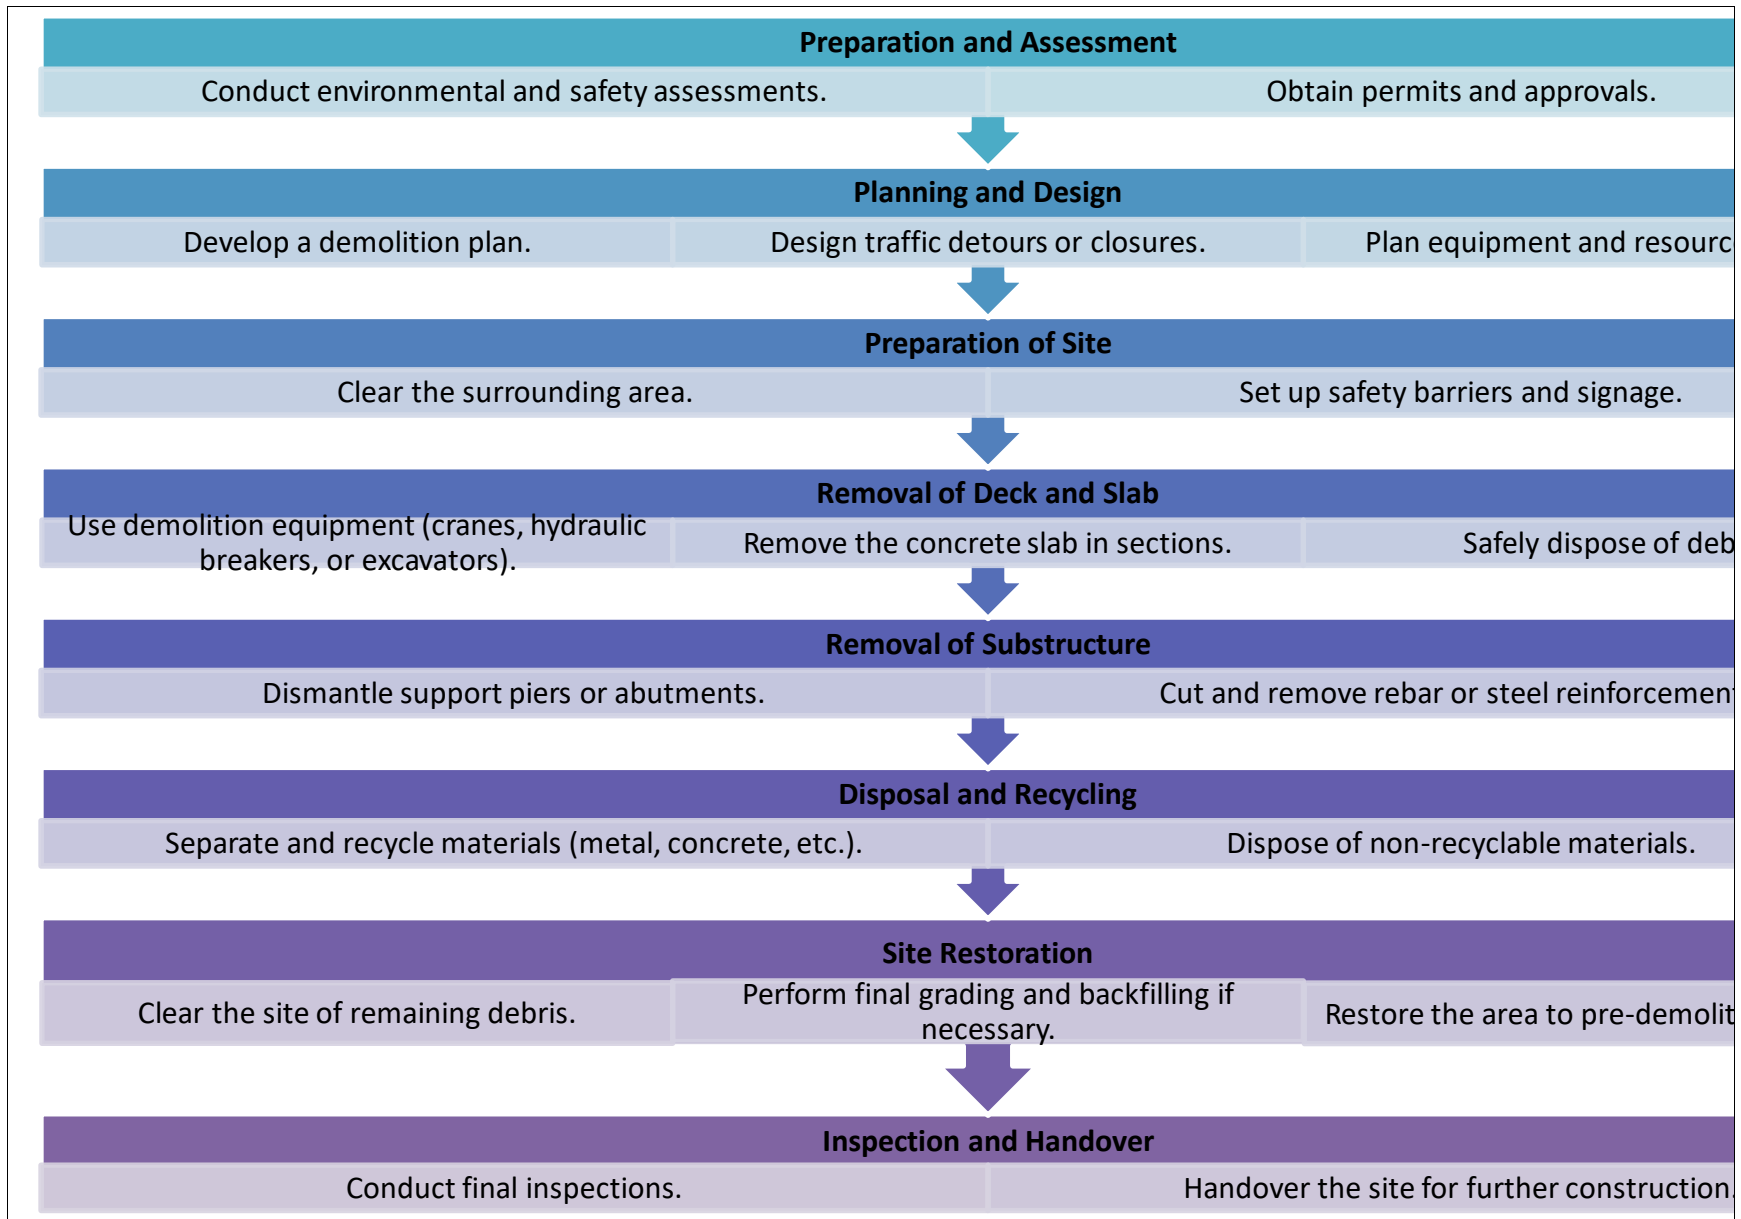 Preparation and Assessment
Conduct environmental and safety assessments.
Obtain permits and approvals.
Planning and Design
Develop a demolition plan.
Design traffic detours or closures.
Plan equipment and resourc
Preparation of Site
Clear the surrounding area.
Set up safety barriers and signage.
Removal of Deck and Slab
Use demolition equipment (cranes, hydraulic
breakers, or excavators).
Remove the concrete slab in sections.
Safely dispose of deb
Removal of Substructure
Dismantle support piers or abutments.
Cut and remove rebar or steel reinforcement
Disposal and Recycling
Separate and recycle materials (metal, concrete, etc.).
Dispose of non-recyclable materials.
Site Restoration
Clear the site of remaining debris.
Perform final grading and backfilling if
necessary.
Restore the area to pre-demolit
Inspection and Handover
Conduct final inspections.
Handover the site for further construction.